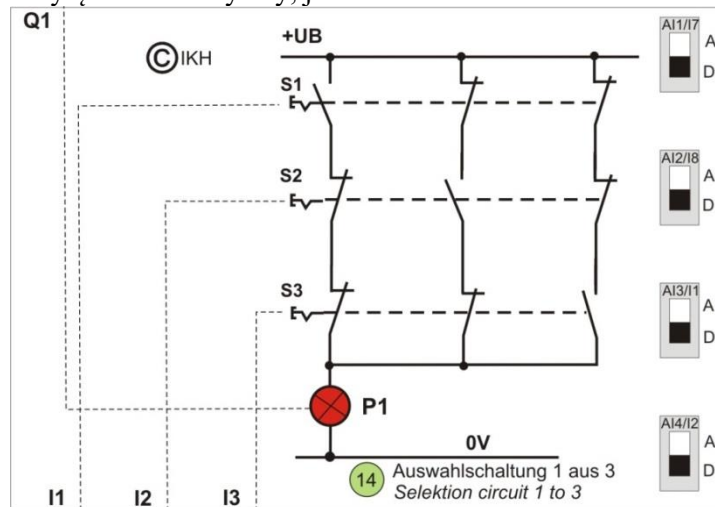 Q1
© IKH
+UB
S1
S2
S3
P1
0V
14
Auswahlschaltung 1 aus 3
Selektion circuit 1 to 3
I1
I2
I3
AI1/I7
A
D
AI2/I8
A
D
AI3/I1
A
D
AI4/I2
A
D